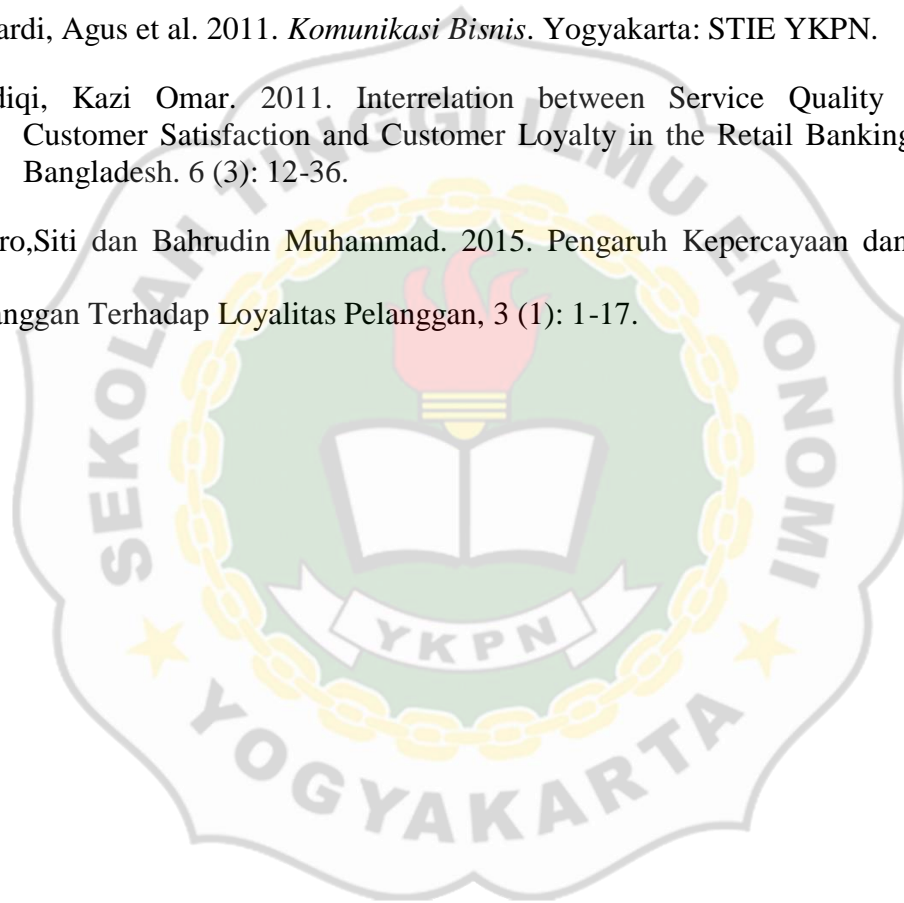 ardi, Agus et al. 2011. Komunikasi Bisnis. Yogyakarta: STIE YKPN.
diqi, Kazi Omar. 2011. Interrelation between Service Quality
Customer Satisfaction and Customer Loyalty in the Retail Banking
Bangladesh. 6 (3): 12-36.
ro,Siti dan Bahrudin Muhammad. 2015. Pengaruh Kepercayaan dan
anggan Terhadap Loyalitas Pelanggan, 3 (1): 1-17.
SEKOLAH TINGGI ILMU EKONOMI
YKPN
YOGYAKARTA